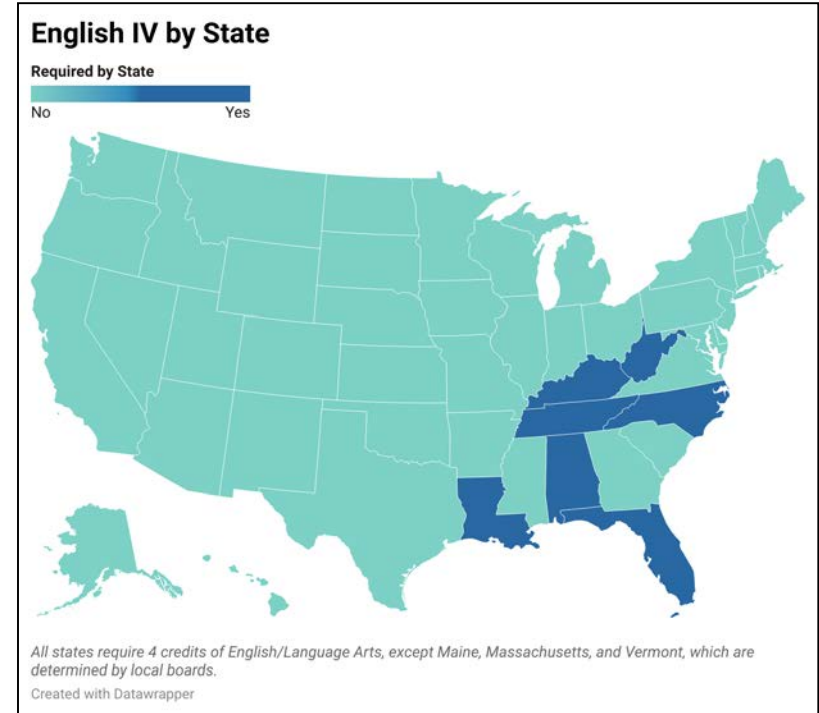 English IV by State
Required by State
No Yes
All states require 4 credits of English/Language Arts, except Maine, Massachusetts, and Vermont, which are
determined by local boards.
Created with Datawrapper